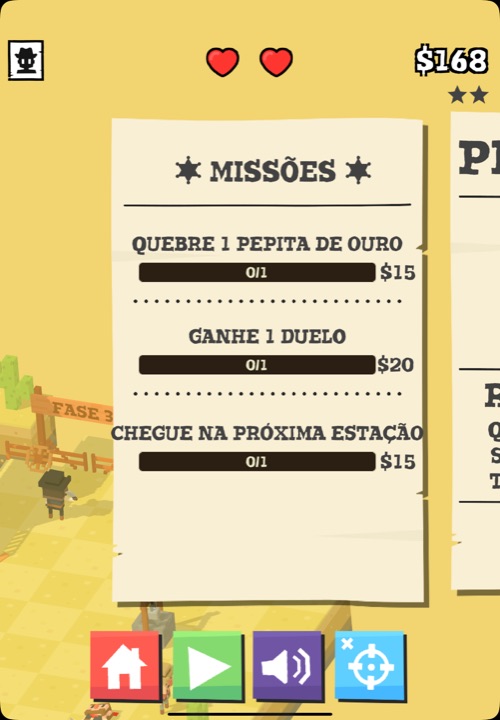 $168
MISSÕES
QUEBRE 1 PEPITA DE OURO
0/1 $15
GANHE 1 DUELO
0/1 $20
CHEGUE NA PRÓXIMA ESTAÇÃO
0/1 $15
FASE 3